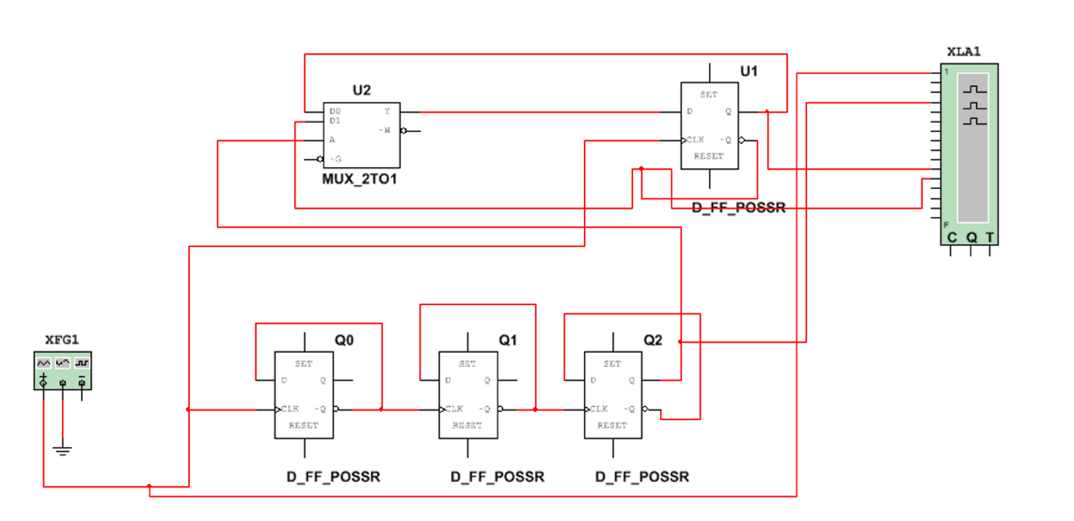 XLA1
U1
U2
SET
1
D0
Y
D
Q
D1
~W
A
CLK
~Q
~G
RESET
MUX_2TO1
D_FF_POSSR
F
C Q T
XFG1
Q0
Q1
Q2
SET
SET
SET
D
Q
D
Q
D
Q
CLK
~Q
CLK
~Q
CLK
~Q
RESET
RESET
RESET
D_FF_POSSR
D_FF_POSSR
D_FF_POSSR